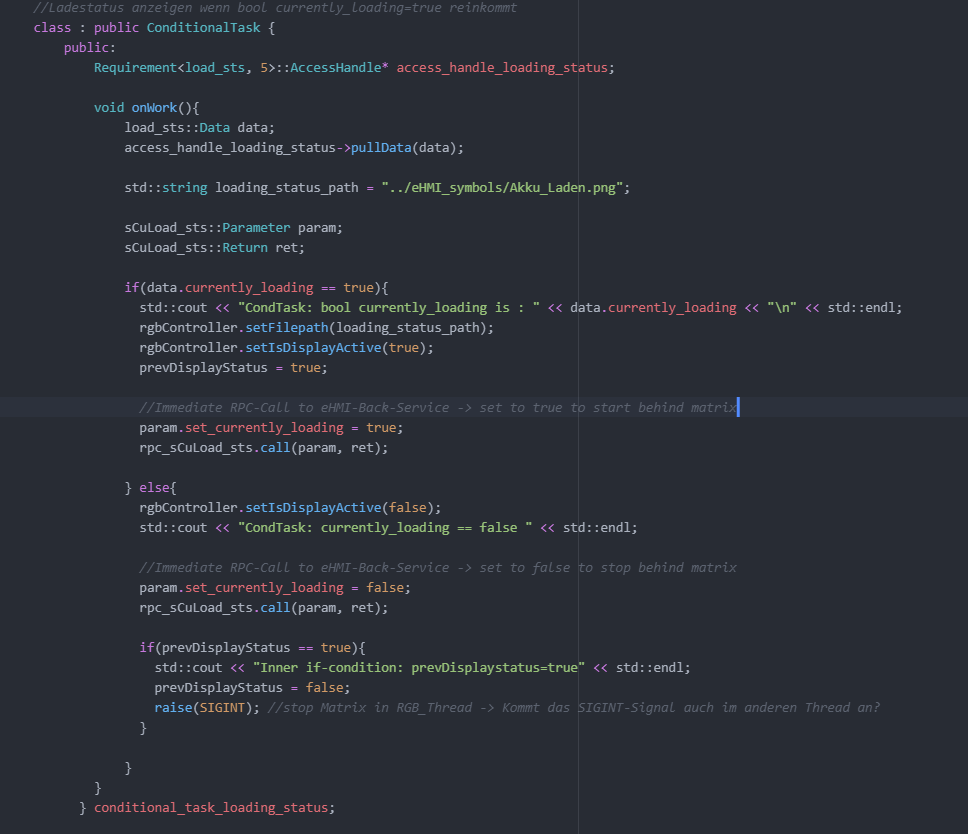 //Ladestatus anzeigen wenn bool currently_loading=true reinkommt
class : public ConditionalTask {
public:
Requirement<load_sts, 5>::AccessHandle* access_handle_loading_status;
void onWork(){
load_sts::Data data;
access_handle_loading_status->pullData(data);
std::string loading_status_path = "../eHMI_symbols/Akku_Laden.png";
sCuLoad_sts::Parameter param;
sCuLoad_sts::Return ret;
if(data.currently_loading == true){
std::cout << "CondTask: bool currently_loading is : " << data.currently_loading << "\n" << std::endl;
rgbController.setFilepath(loading_status_path);
rgbController.setIsDisplayActive(true);
prevDisplayStatus = true;
//Immediate RPC-Call to eHMI-Back-Service -> set to true to start behind matrix
param.set_currently_loading = true;
rpc_sCuLoad_sts.call(param, ret);
} else{
rgbController.setIsDisplayActive(false);
std::cout << "CondTask: currently_loading == false " << std::endl;
//Immediate RPC-Call to eHMI-Back-Service -> set to false to stop behind matrix
param.set_currently_loading = false;
rpc_sCuLoad_sts.call(param, ret);
if(prevDisplayStatus == true){
std::cout << "Inner if-condition: prevDisplaystatus=true" << std::endl;
prevDisplayStatus = false;
raise(SIGINT); //stop Matrix in RGB_Thread -> Kommt das SIGINT-Signal auch im anderen Thread an?
}
}
}
} conditional_task_loading_status;